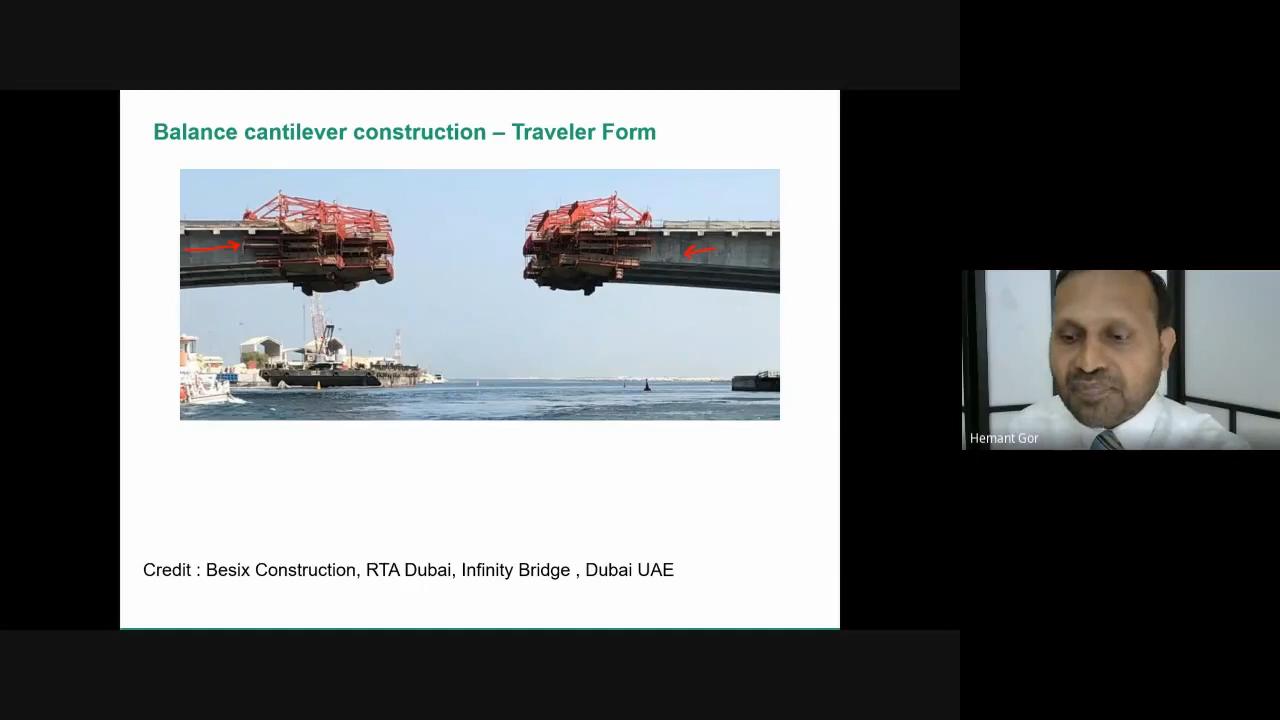 Balance cantilever construction – Traveler Form
Credit : Besix Construction, RTA Dubai, Infinity Bridge , Dubai UAE
Hemant Gor